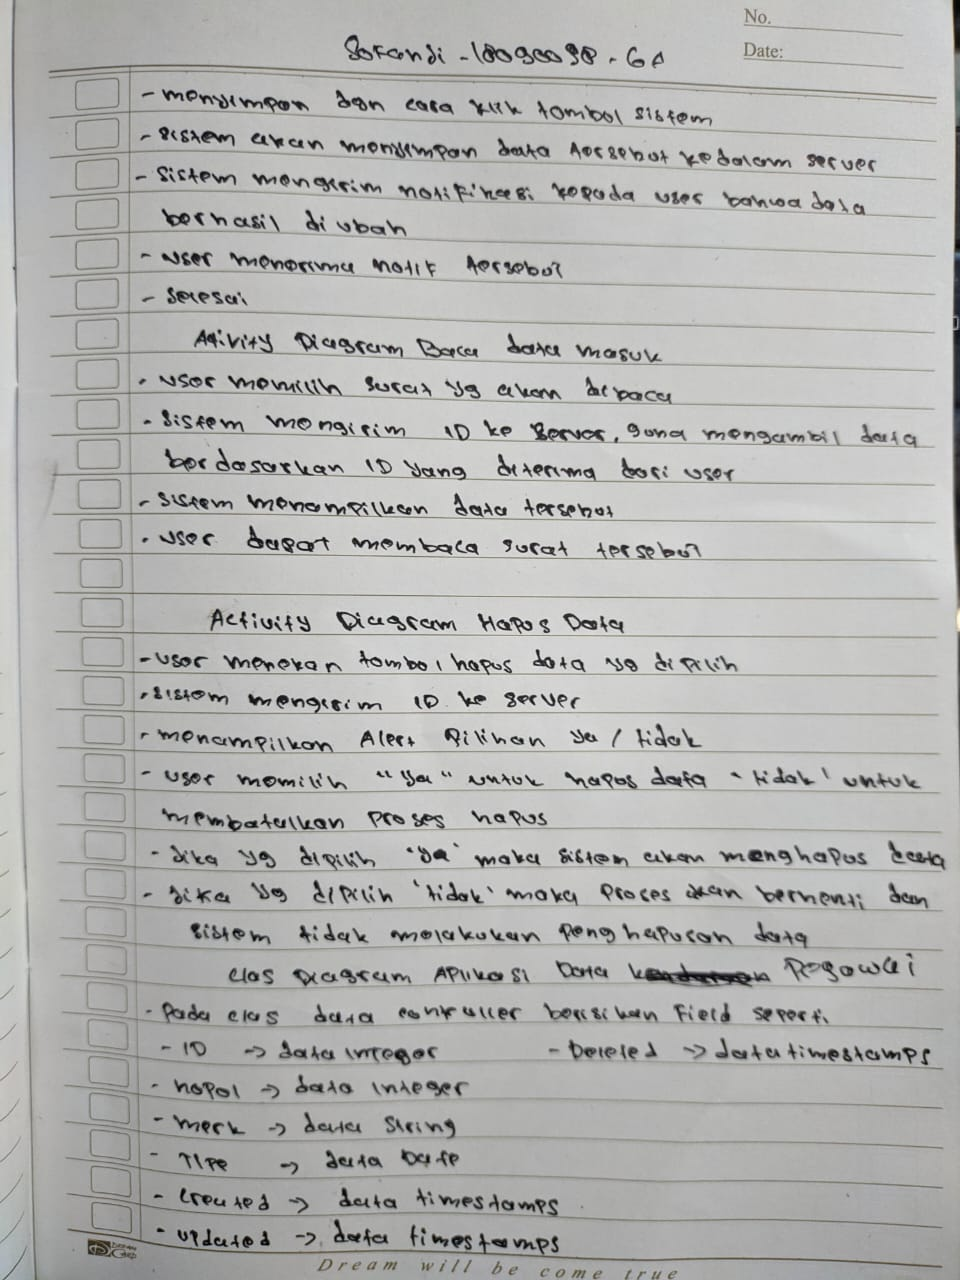 No.
Date:
Sofandi - 18090098 - 6A
- menyimpan dgn cara klik tombol sistem
- sistem akan menyimpan data tersebut kedalam server
- sistem mengirim notifikasi kepada user bahwa data
berhasil di ubah
- user menerima notif tersebut
- selesai
Ativity Diagram Baca data masuk
- user memilih surat yg akan di baca
- sistem mengirim ID ke server, guna mengambil data
berdasarkan ID yang diterima dari user
- sistem menampilkan data tersebut
- user dapat membaca surat tersebut
Activity Diagram Hapus Data
- user menekan tombol hapus data yg di pilih
- sistem mengirim ID ke server
- menampilkan Alert Pilihan ya / tidak
- user memilih "ya" untuk hapus data "tidak" untuk
membatalkan proses hapus
- Jika yg dipilih "ya" maka sistem akan menghapus data
- Jika yg dipilih 'tidak' maka proses akan berhenti dan
sistem tidak melakukan penghapusan data
Clas Diagram APlikasi Data Pegawai
- Pada clas data controller berisikan Field seperti
- ID -> data integer - Deleted -> data timestamps
- nopol -> data Integer
- merk -> data String
- TIPe -> data Date
- Created -> data timestamps
- updated -> data timestamps
Dream will be come true